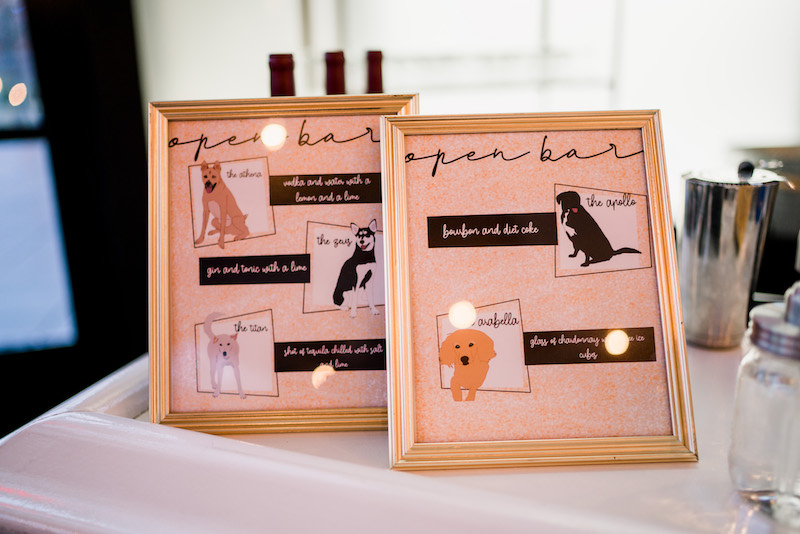 open bar
the athena
vodka and water with a
lemon and a lime
the zeus
gin and tonic with a lime
the titan
shot of tequila chilled with salt
and lime
open bar
the apollo
bourbon and diet coke
arabella
glass of chardonnay ice
cubes